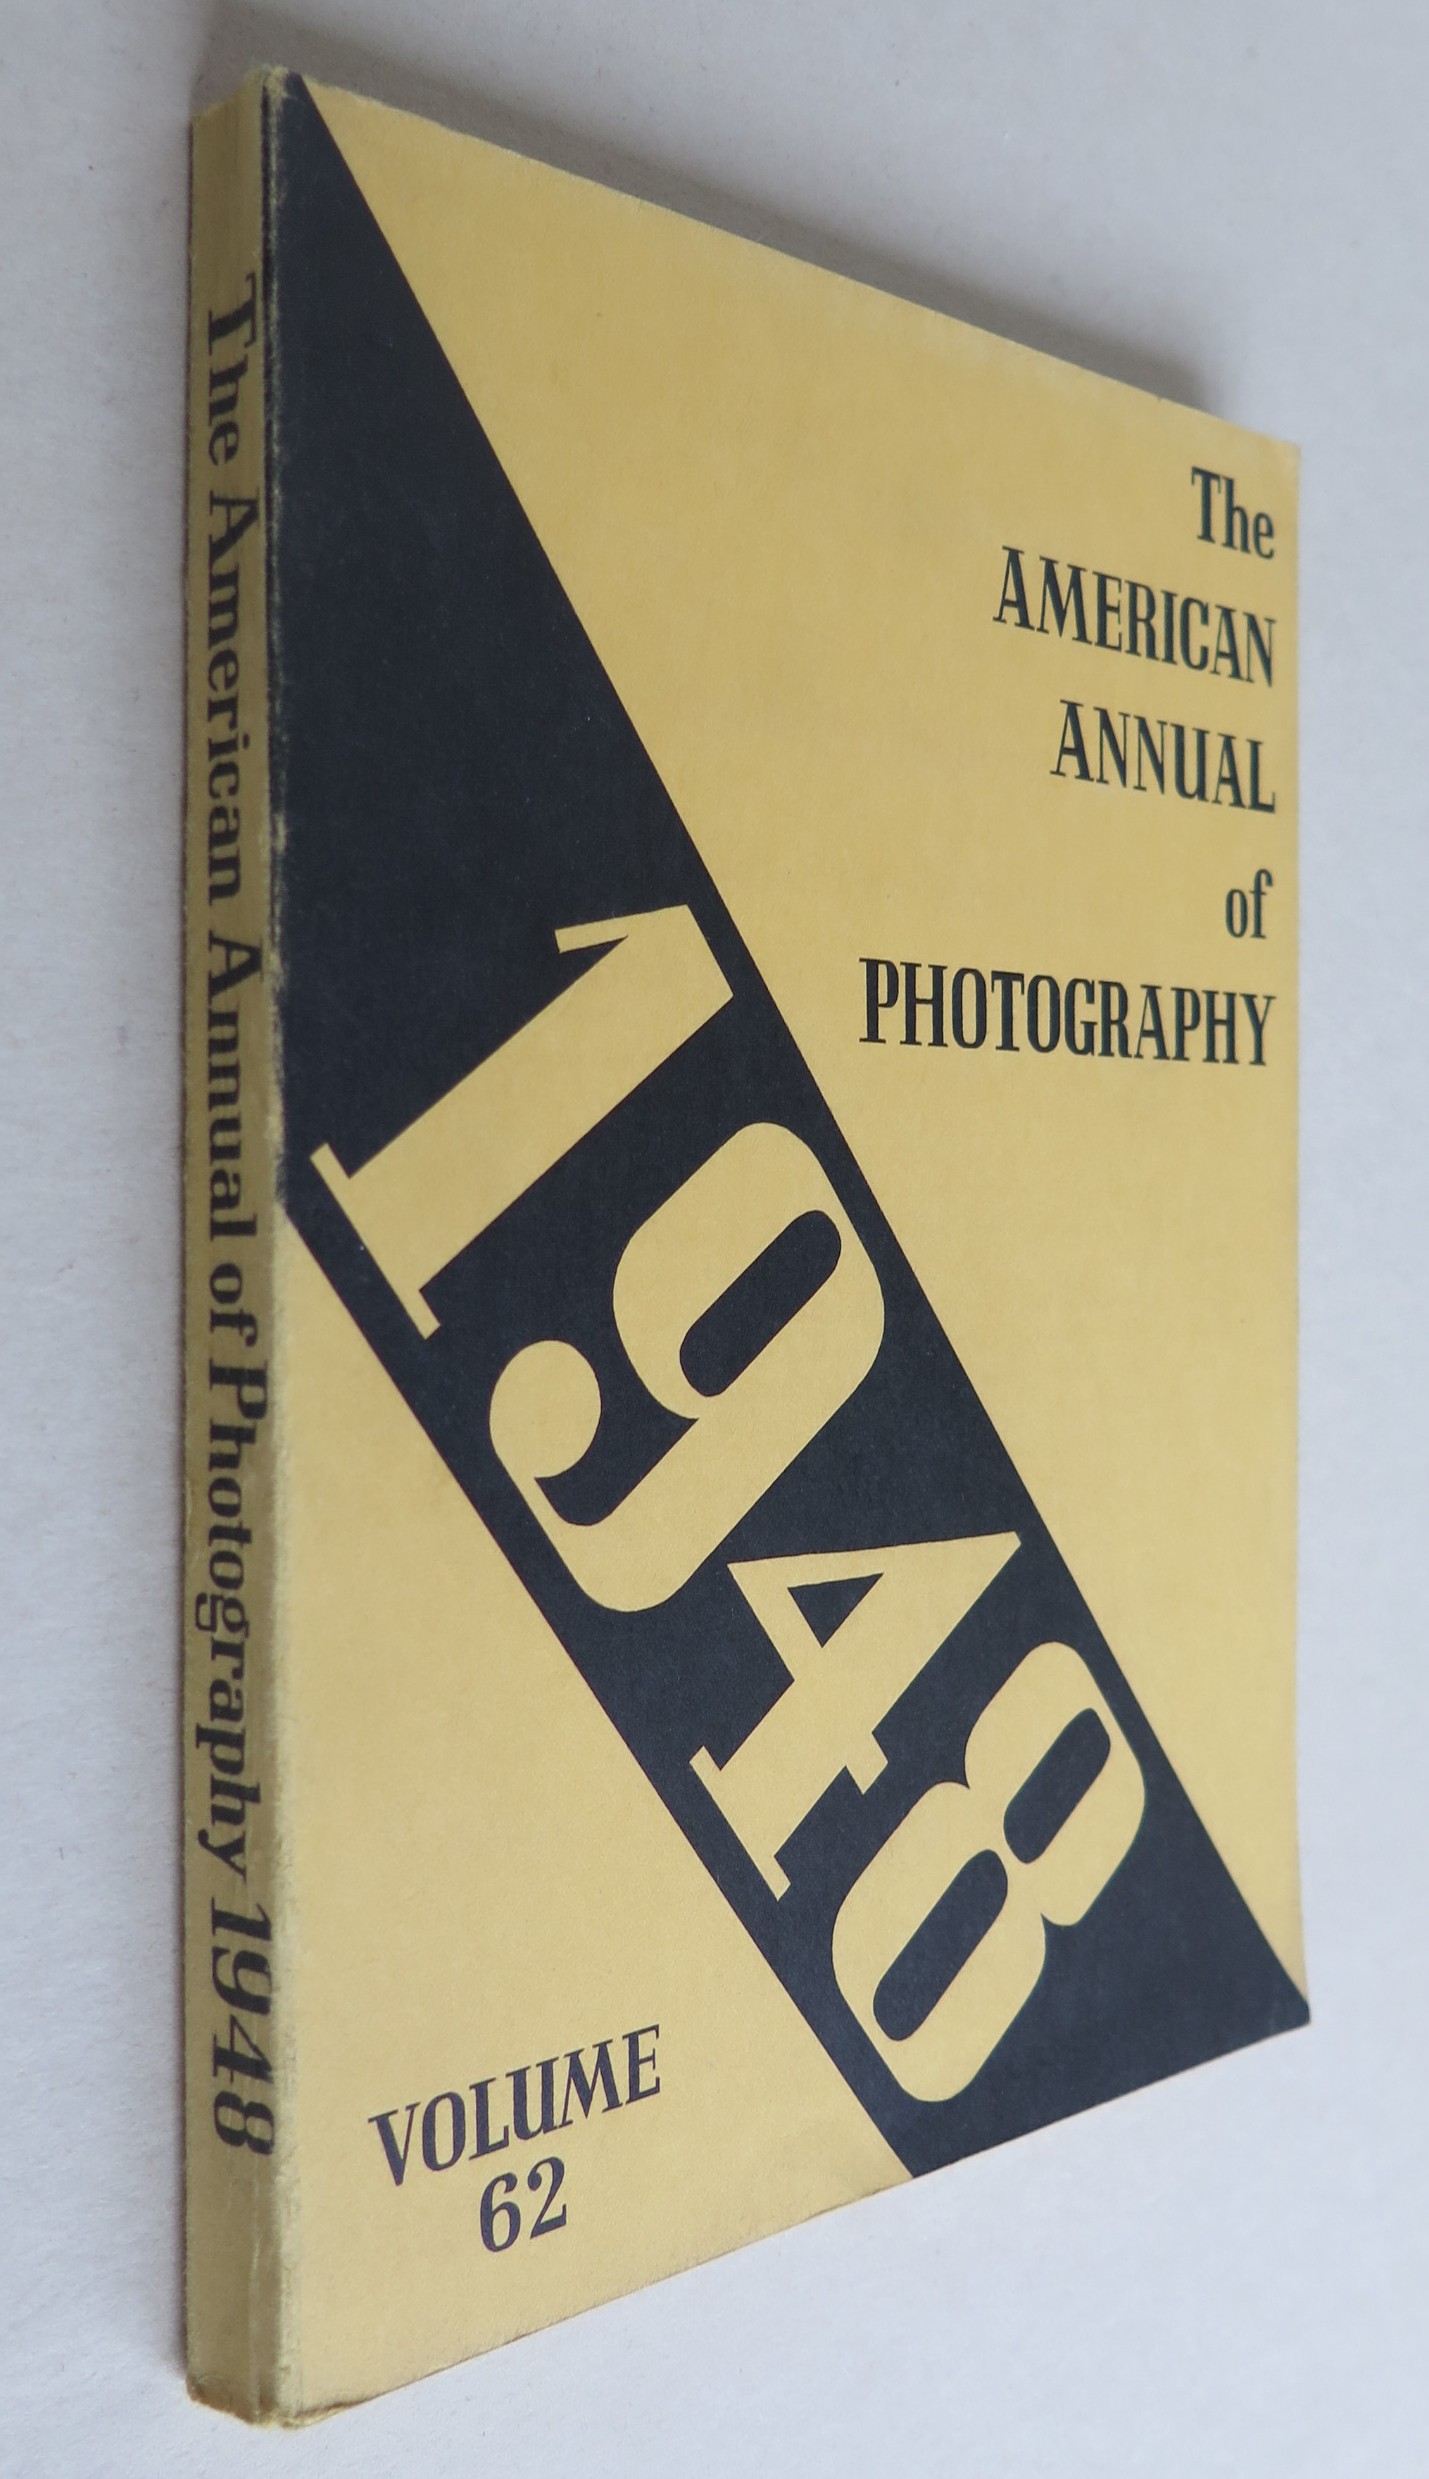 The American Annual of Photography 1948
The
AMERICAN
ANNUAL
of
PHOTOGRAPHY
1948
VOLUME
62